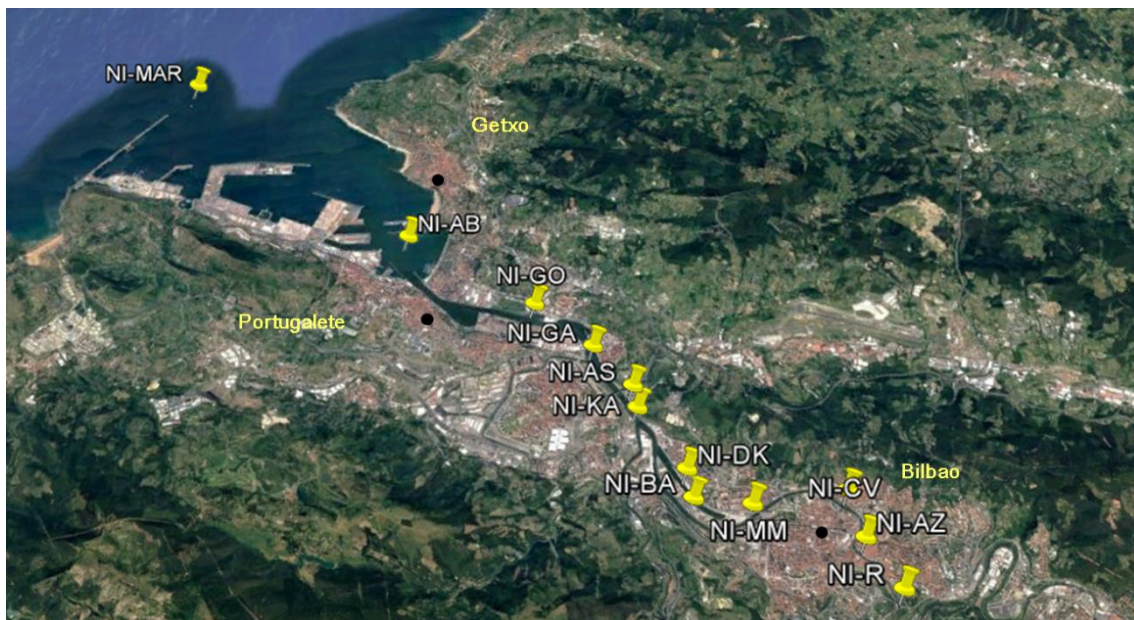 NI-MAR
Getxo
NI-AB
NI-GO
Portugalete
NI-GA
NI-AS
NI-KA
NI-DK
Bilbao
NI-BA
NI-CV
NI-MM
NI-AZ
NI-R